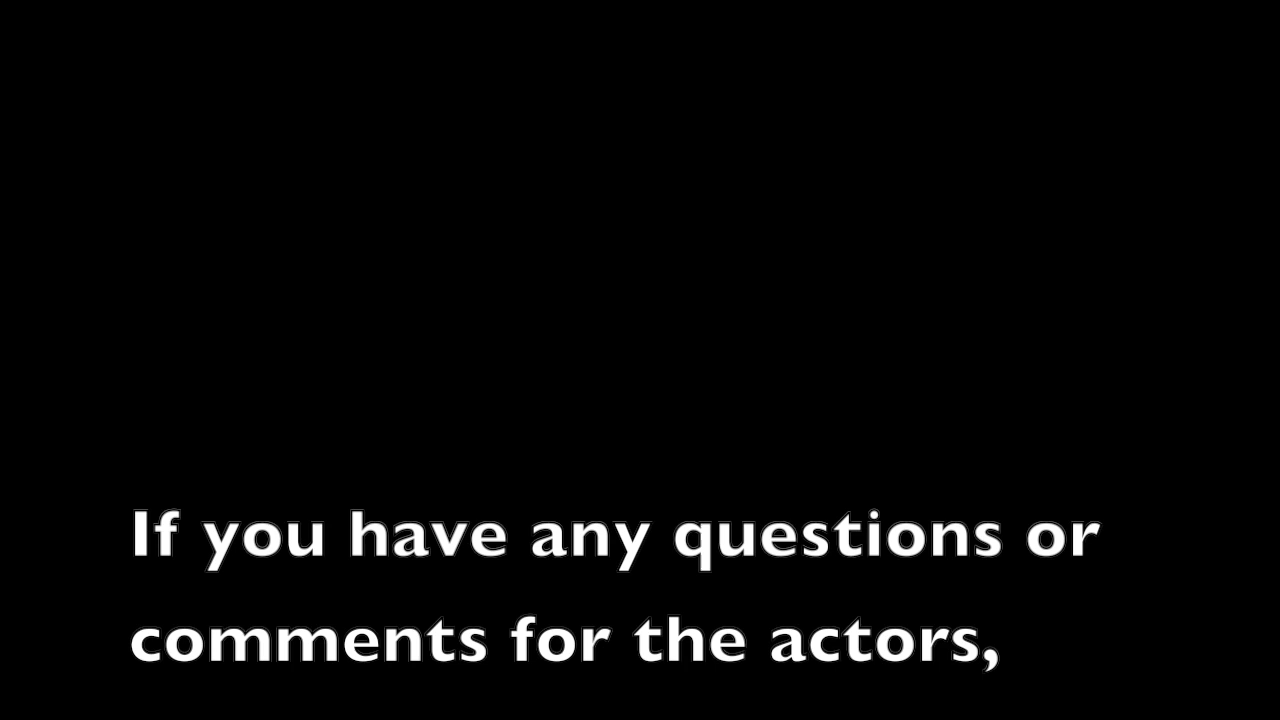 If you have any questions or
comments for the actors,